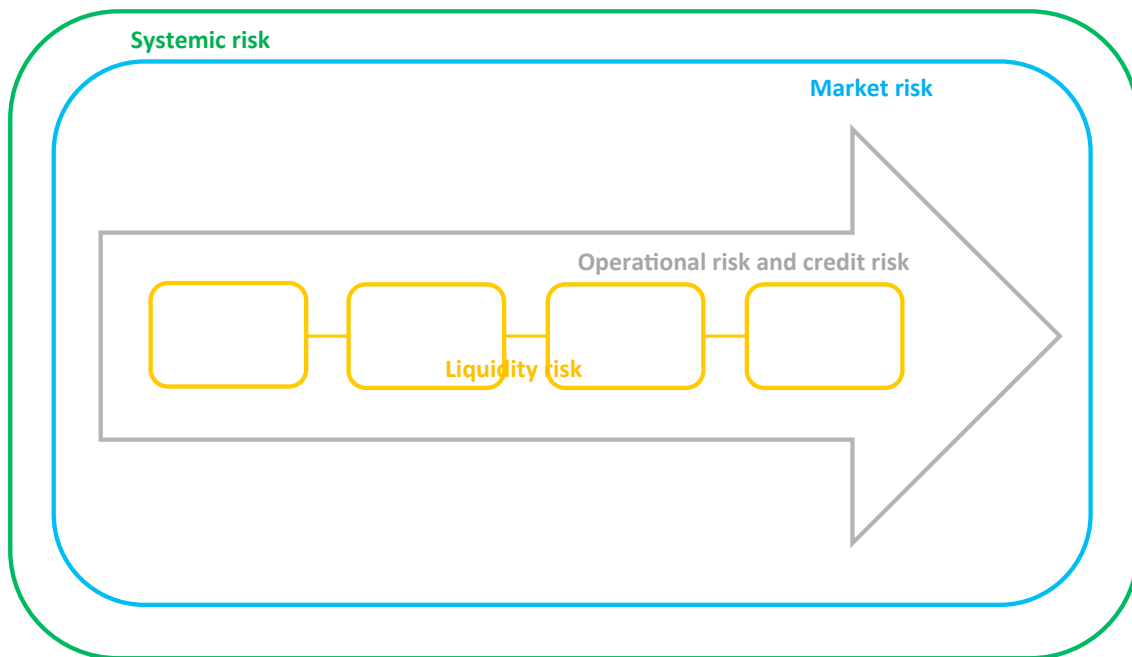 Systemic risk
Market risk
Operational risk and credit risk
Liquidity risk